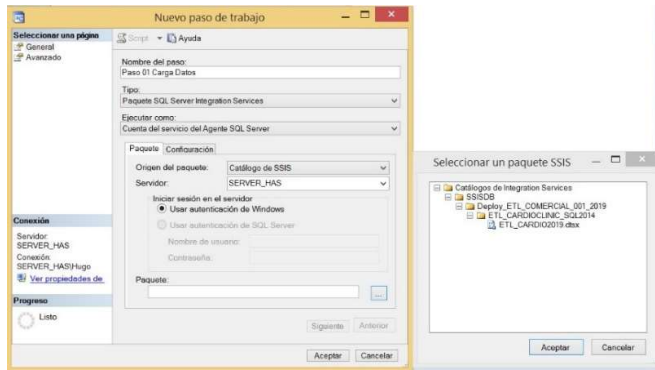 Nuevo paso de trabajo
Seleccionar una página
General
Avanzado
Script
Ayuda
Nombre del paso:
Paso 01 Carga Datos
Tipo:
Paquete SQL Server Integration Services
Ejecutar como:
Cuenta del servicio del Agente SQL Server
Paquete
Configuración
Origen del paquete:
Catálogo de SSIS
Servidor:
SERVER_HAS
Iniciar sesión en el servidor
Usar autenticación de Windows
Usar autenticación de SQL Server
Nombre de usuario:
Contraseña:
Paquete:
...
Conexión
Servidor:
SERVER_HAS
Conexión:
SERVER_HAS\Hugo
Ver propiedades de
Progreso
Listo
Siguiente
Anterior
Aceptar
Cancelar
Seleccionar un paquete SSIS
Catálogos de Integration Services
SSISDB
Deploy_ETL_COMERCIAL_001_2019
ETL_CARDIOCLINIC_SQL2014
ETL_CARDIO2019.dtsx
Aceptar
Cancelar